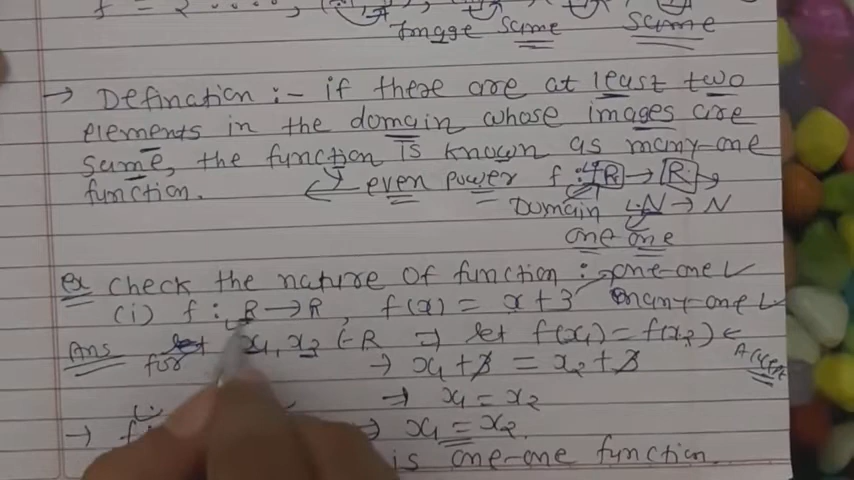 Image same same
→ Defination :- if there are at least two
elements in the domain whose images are
same, the function is known as many-one
function. even power f : R → R
Domain N → N
one one
ex check the nature of function : one-one ✓
(i) f : R → R, f(x) = x + 3 many-one ✓
Ans let x₁, x₂ ∈ R ⇒ let f(x₁) = f(x₂)
for → x₁ + 3 = x₂ + 3
→ x₁ = x₂
→ f → x₁ = x₂.
is one-one function.